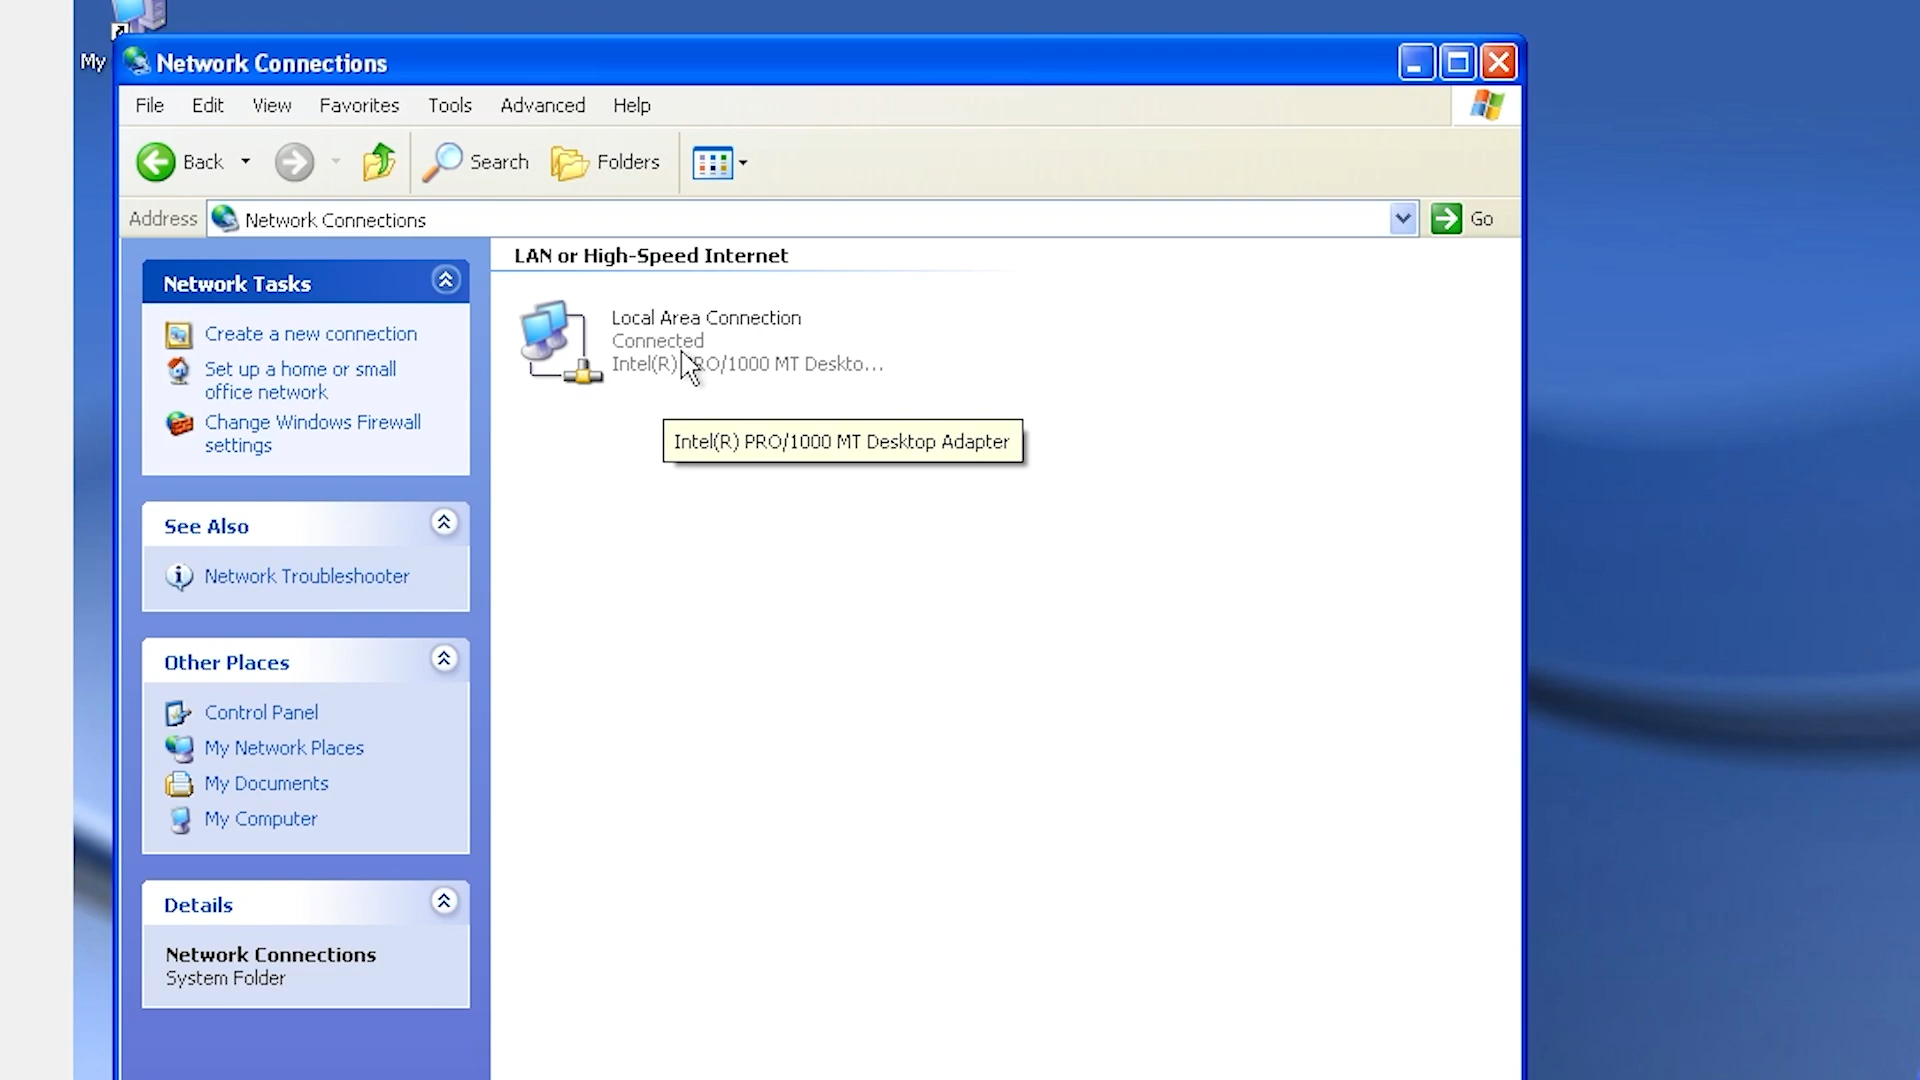 My
Network Connections
File Edit View Favorites Tools Advanced Help
Back Search Folders
Address Network Connections Go
Network Tasks
Create a new connection
Set up a home or small
office network
Change Windows Firewall
settings
See Also
Network Troubleshooter
Other Places
Control Panel
My Network Places
My Documents
My Computer
Details
Network Connections
System Folder
LAN or High-Speed Internet
Local Area Connection
Connected
Intel(R) PRO/1000 MT Deskto...
Intel(R) PRO/1000 MT Desktop Adapter